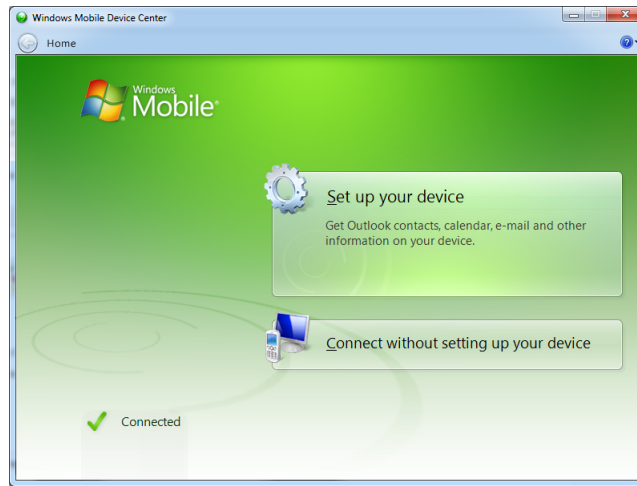 Windows Mobile Device Center
Home
Windows
Mobile
Set up your device
Get Outlook contacts, calendar, e-mail and other
information on your device.
Connect without setting up your device
Connected